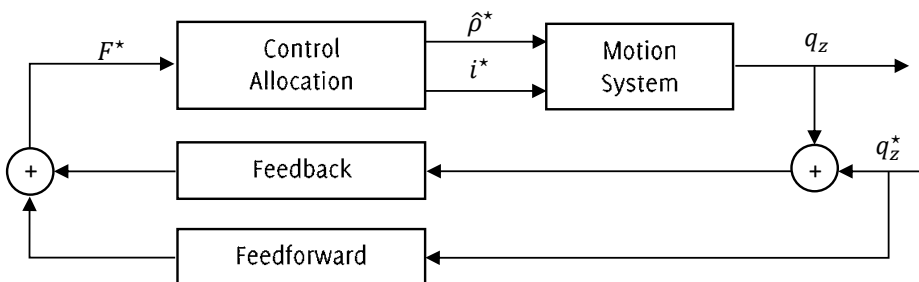 F*
Control
Allocation
ρ̂*
i*
Motion
System
q_z
+
Feedback
+
q_z*
Feedforward